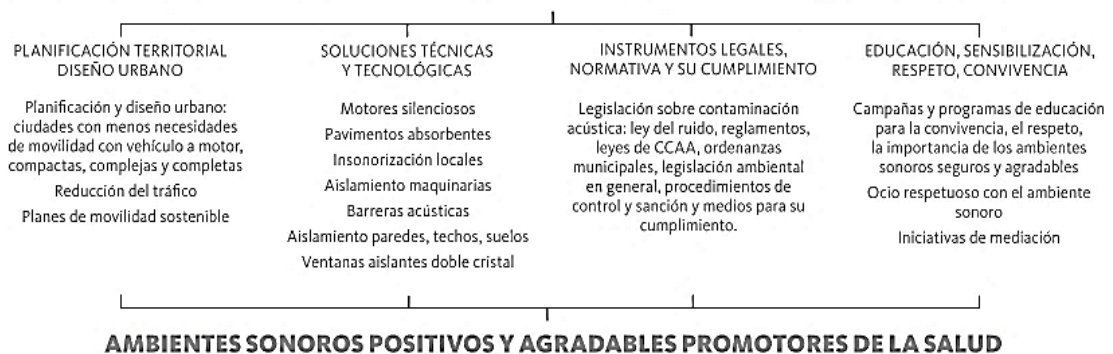 PLANIFICACIÓN TERRITORIAL
DISEÑO URBANO
Planificación y diseño urbano:
ciudades con menos necesidades
de movilidad con vehículo a motor,
compactas, complejas y completas
Reducción del tráfico
Planes de movilidad sostenible
SOLUCIONES TÉCNICAS
Y TECNOLÓGICAS
Motores silenciosos
Pavimentos absorbentes
Insonorización locales
Aislamiento maquinarias
Barreras acústicas
Aislamiento paredes, techos, suelos
Ventanas aislantes doble cristal
INSTRUMENTOS LEGALES,
NORMATIVA Y SU CUMPLIMIENTO
Legislación sobre contaminación
acústica: ley del ruido, reglamentos,
leyes de CCAA, ordenanzas
municipales, legislación ambiental
en general, procedimientos de
control y sanción y medios para su
cumplimiento.
EDUCACIÓN, SENSIBILIZACIÓN,
RESPETO, CONVIVENCIA
Campañas y programas de educación
para la convivencia, el respeto,
la importancia de los ambientes
sonoros seguros y agradables
Ocio respetuoso con el ambiente
sonoro
Iniciativas de mediación
AMBIENTES SONOROS POSITIVOS Y AGRADABLES PROMOTORES DE LA SALUD